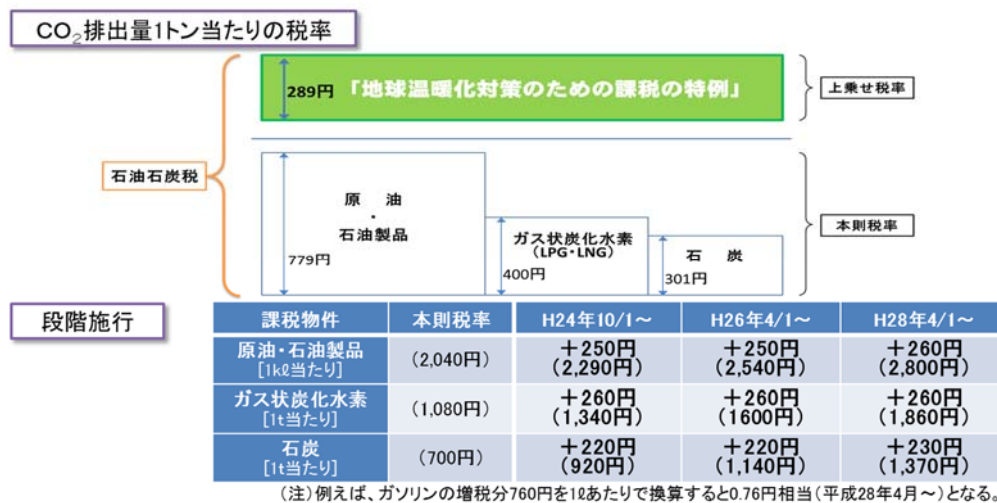 CO₂排出量1トン当たりの税率
289円 「地球温暖化対策のための課税の特例」
上乗せ税率
石油石炭税
原 油
・
石油製品
779円
ガス状炭化水素
(LPG・LNG)
400円
石 炭
301円
本則税率
段階施行
課税物件 本則税率 H24年10/1~ H26年4/1~ H28年4/1~
原油・石油製品
[1kℓ当たり]
(2,040円)
+250円
(2,290円)
+250円
(2,540円)
+260円
(2,800円)
ガス状炭化水素
[1t当たり]
(1,080円)
+260円
(1,340円)
+260円
(1600円)
+260円
(1,860円)
石炭
[1t当たり]
(700円)
+220円
(920円)
+220円
(1,140円)
+230円
(1,370円)
(注)例えば、ガソリンの増税分760円を1ℓあたりで換算すると0.76円相当(平成28年4月~)となる。